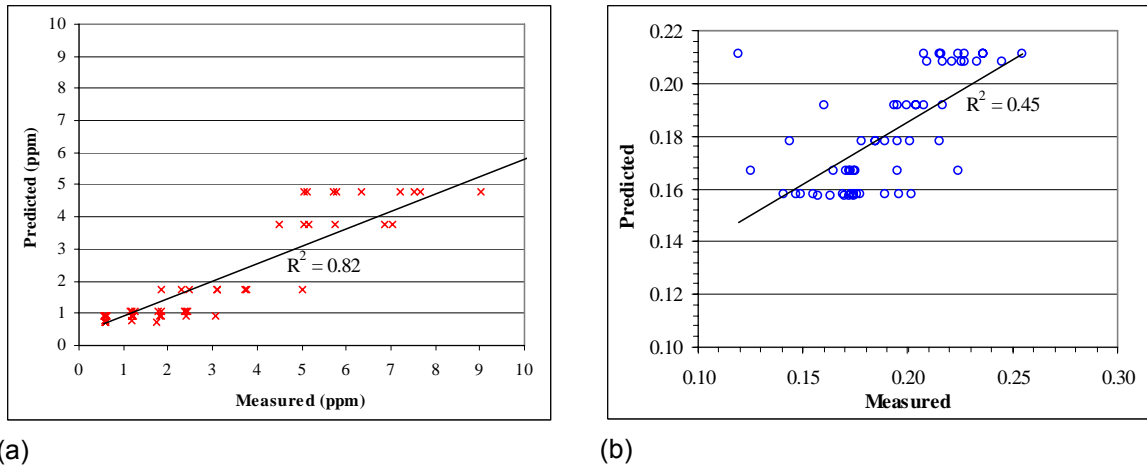 10
9
8
7
6
5
4
3
2
1
0
Predicted (ppm)
R² = 0.82
0 1 2 3 4 5 6 7 8 9 10
Measured (ppm)
(a)
0.22
0.20
0.18
0.16
0.14
0.12
0.10
Predicted
R² = 0.45
0.10 0.15 0.20 0.25 0.30
Measured
(b)